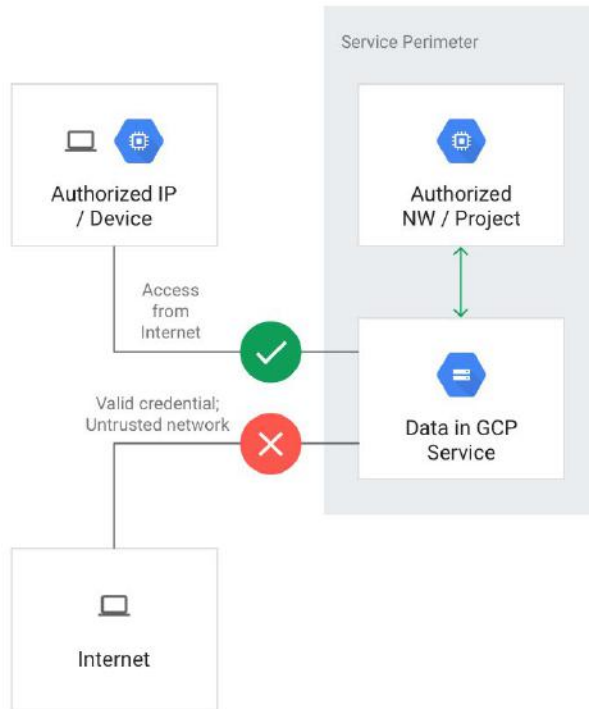 Service Perimeter
Authorized IP
/ Device
Authorized
NW / Project
Access
from
Internet
Valid credential;
Untrusted network
Data in GCP
Service
Internet